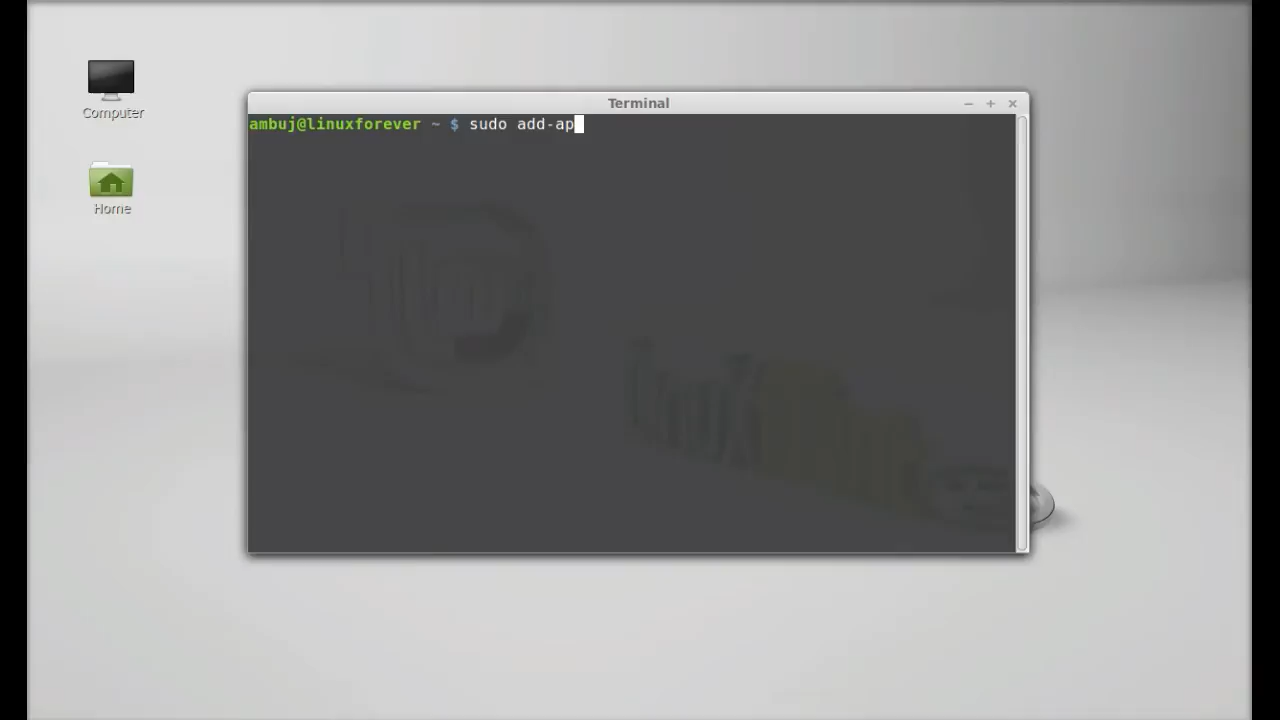 Terminal
Computer
ambuj@linuxforever ~ $ sudo add-ap
Home